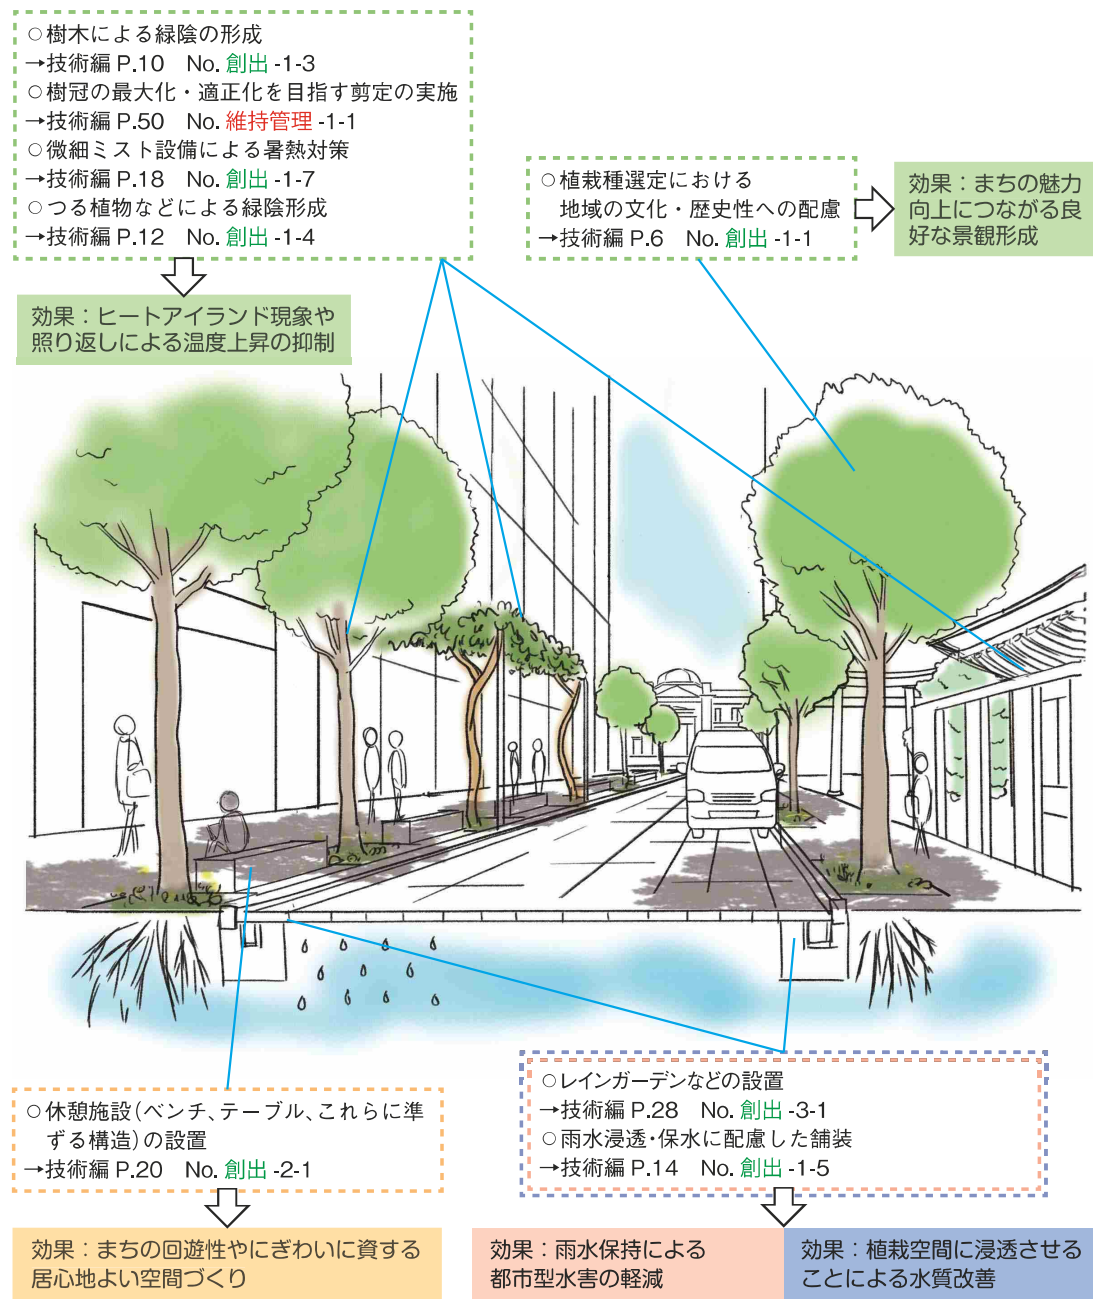 ○樹木による緑陰の形成
→技術編 P.10 No. 創出 -1-3
○樹冠の最大化・適正化を目指す剪定の実施
→技術編 P.50 No. 維持管理 -1-1
○微細ミスト設備による暑熱対策
→技術編 P.18 No. 創出 -1-7
○つる植物などによる緑陰形成
→技術編 P.12 No. 創出 -1-4
効果：ヒートアイランド現象や
照り返しによる温度上昇の抑制
○植栽種選定における
地域の文化・歴史性への配慮
→技術編 P.6 No. 創出 -1-1
効果：まちの魅力
向上につながる良
好な景観形成
○休憩施設（ベンチ、テーブル、これらに準
ずる構造）の設置
→技術編 P.20 No. 創出 -2-1
効果：まちの回遊性やにぎわいに資する
居心地よい空間づくり
○レインガーデンなどの設置
→技術編 P.28 No. 創出 -3-1
○雨水浸透・保水に配慮した舗装
→技術編 P.14 No. 創出 -1-5
効果：雨水保持による
都市型水害の軽減
効果：植栽空間に浸透させる
ことによる水質改善